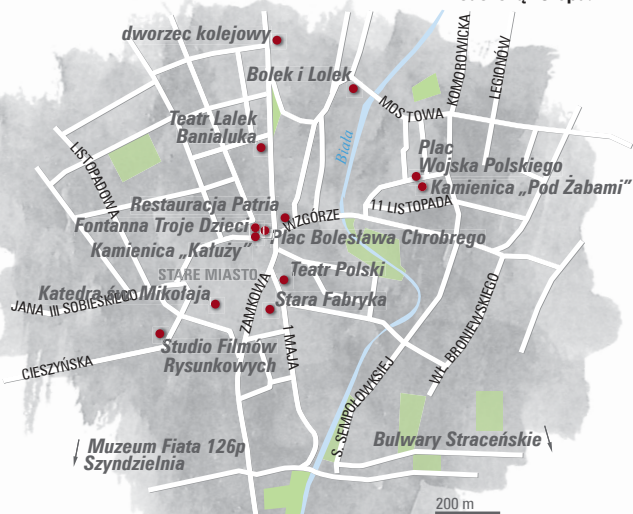 dworzec kolejowy
Bolek i Lolek
KOMOROWICKA
LEGIONÓW
MOSTOWA
Teatr Lalek
Banialuka
Biała
Plac
Wojska Polskiego
Kamienica „Pod Żabami”
LISTOPADOWA
Restauracja Patria
WZGÓRZE
11 LISTOPADA
Fontanna Troje Dzieci
Plac Bolesława Chrobrego
Kamienica „Kałuży”
STARE MIASTO
Teatr Polski
Katedra św. Mikołaja
JANA III SOBIESKIEGO
ZAMKOWA
Stara Fabryka
WŁ. BRONIEWSKIEGO
1 MAJA
Studio Filmów
Rysunkowych
CIESZYŃSKA
S. SEMPOŁOWKSIEJ
Muzeum Fiata 126p
Szyndzielnia
Bulwary Straceńskie
200 m